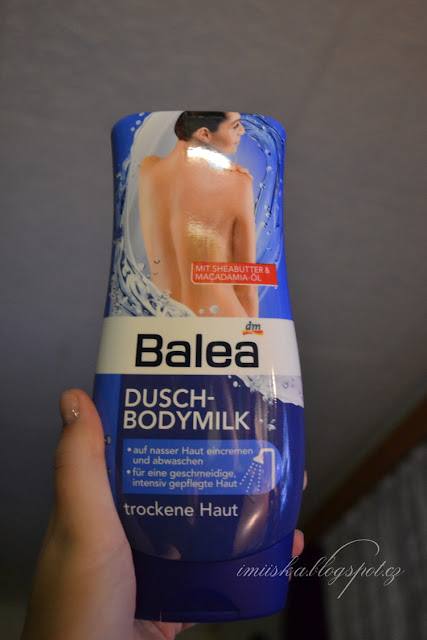 MIT SHEABUTTER &
MACADAMIA-ÖL
dm
Balea
DUSCH-
BODYMILK
• auf nasser Haut eincremen
und abwaschen
• für eine geschmeidige,
intensiv gepflegte Haut
trockene Haut
imiiska.blogspot.cz